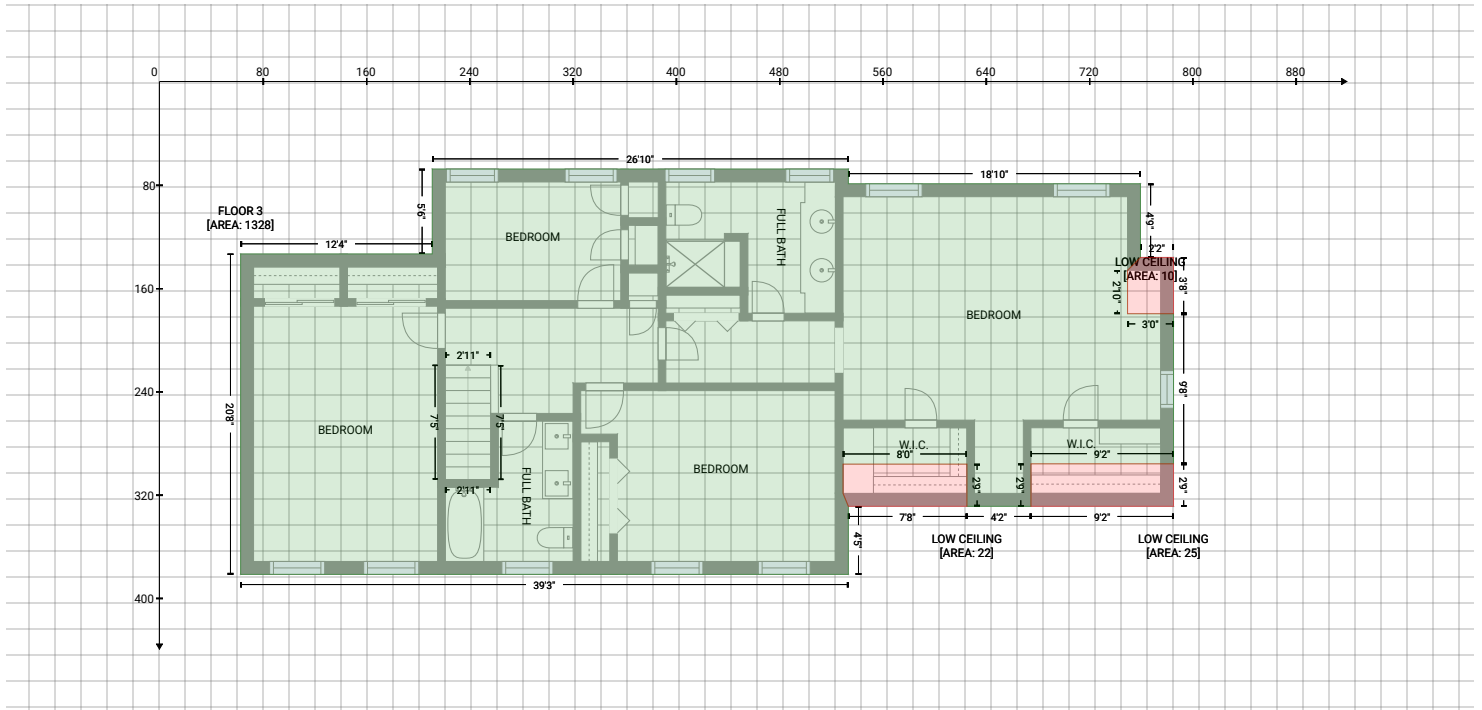 0
80
160
240
320
400
480
560
640
720
800
880
80
160
240
320
400
26'10"
18'10"
5'6"
4'9"
FLOOR 3
[AREA: 1328]
12'4"
2'2"
LOW CEILING
[AREA: 10]
2'10"
3'8"
3'0"
BEDROOM
FULL BATH
BEDROOM
2'11"
7'5"
7'5"
2'11"
20'8"
BEDROOM
FULL BATH
BEDROOM
9'8"
W.I.C.
8'0"
W.I.C.
9'2"
2'9"
2'9"
2'9"
7'8"
4'2"
9'2"
4'5"
LOW CEILING
[AREA: 22]
LOW CEILING
[AREA: 25]
39'3"